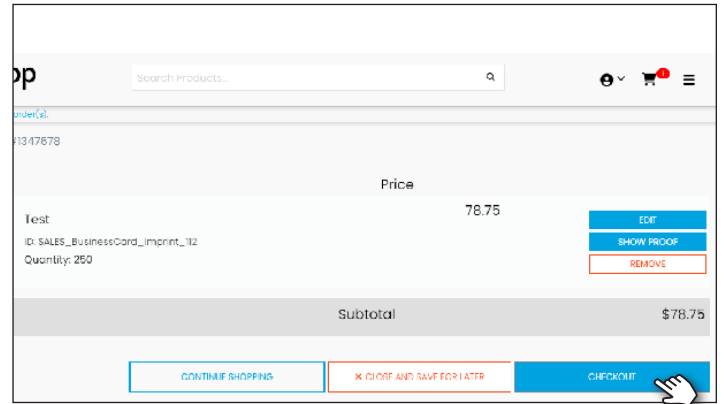 pp
Search Products...
1
order(s).
#1347678
Price
Test
78.75
EDIT
ID: SALES_BusinessCard_Imprint_112
SHOW PROOF
Quantity: 250
REMOVE
Subtotal
$78.75
CONTINUE SHOPPING
× CLOSE AND SAVE FOR LATER
CHECKOUT